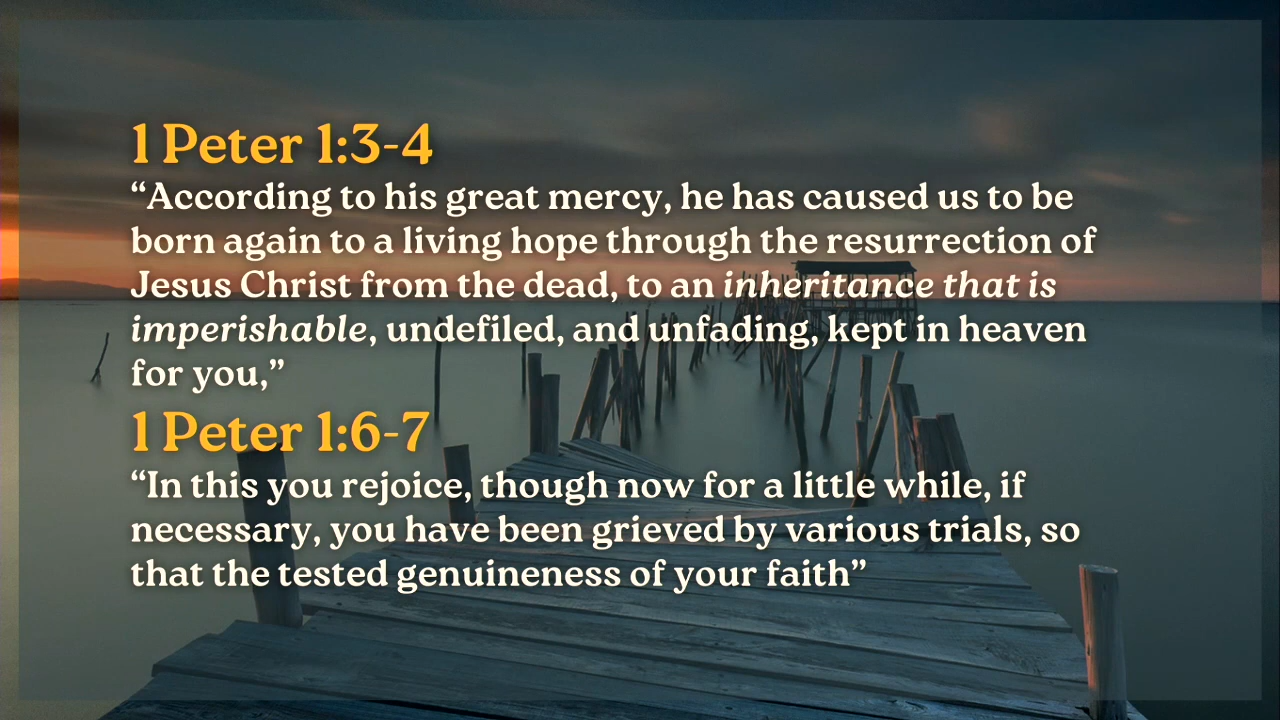 1 Peter 1:3-4
“According to his great mercy, he has caused us to be
born again to a living hope through the resurrection of
Jesus Christ from the dead, to an inheritance that is
imperishable, undefiled, and unfading, kept in heaven
for you,”
1 Peter 1:6-7
“In this you rejoice, though now for a little while, if
necessary, you have been grieved by various trials, so
that the tested genuineness of your faith”